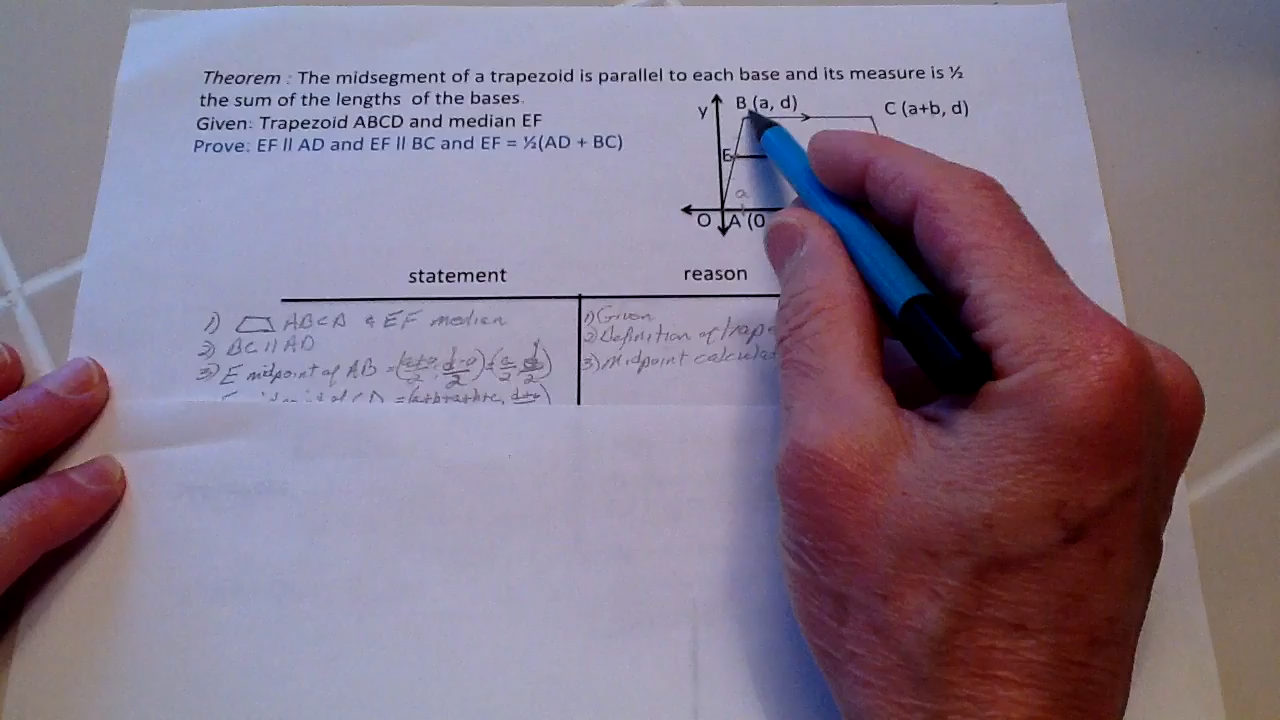 Theorem : The midsegment of a trapezoid is parallel to each base and its measure is ½
the sum of the lengths of the bases.
Given: Trapezoid ABCD and median EF
Prove: EF ll AD and EF ll BC and EF = ½(AD + BC)
y B (a, d) C (a+b, d)
E
a
O A (0
statement reason
1) ABCD & EF median 1) Given
2) BC // AD 2) Definition of trap
3) E midpoint of AB = 3) Midpoint calculat